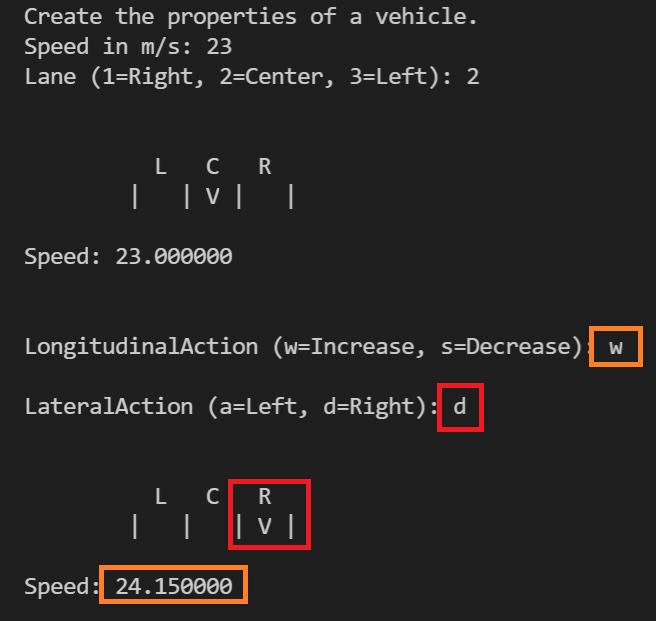 Create the properties of a vehicle.
Speed in m/s: 23
Lane (1=Right, 2=Center, 3=Left): 2
L C R
| | V | |
Speed: 23.000000
LongitudinalAction (w=Increase, s=Decrease): w
LateralAction (a=Left, d=Right): d
L C R
| | | V |
Speed: 24.150000